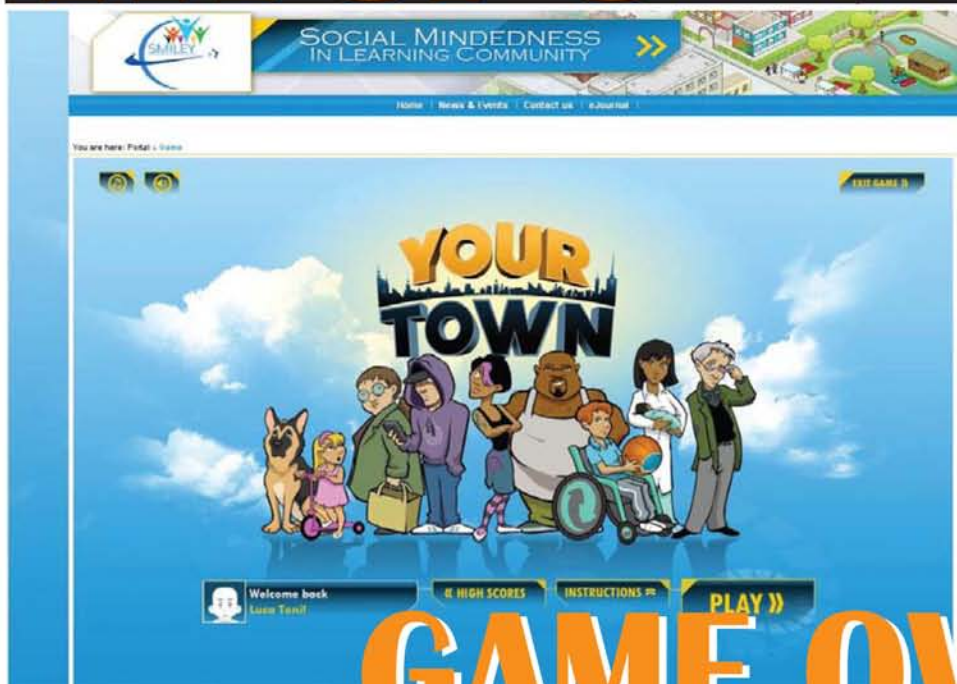 SMILEY
SOCIAL MINDEDNESS
IN LEARNING COMMUNITY
Home | News & Events | Contact us | eJournal |
You are here: Portal » Game
EXIT GAME »
YOUR
TOWN
Welcome back
Luca Toni!
« HIGH SCORES
INSTRUCTIONS
PLAY »
GAME OV